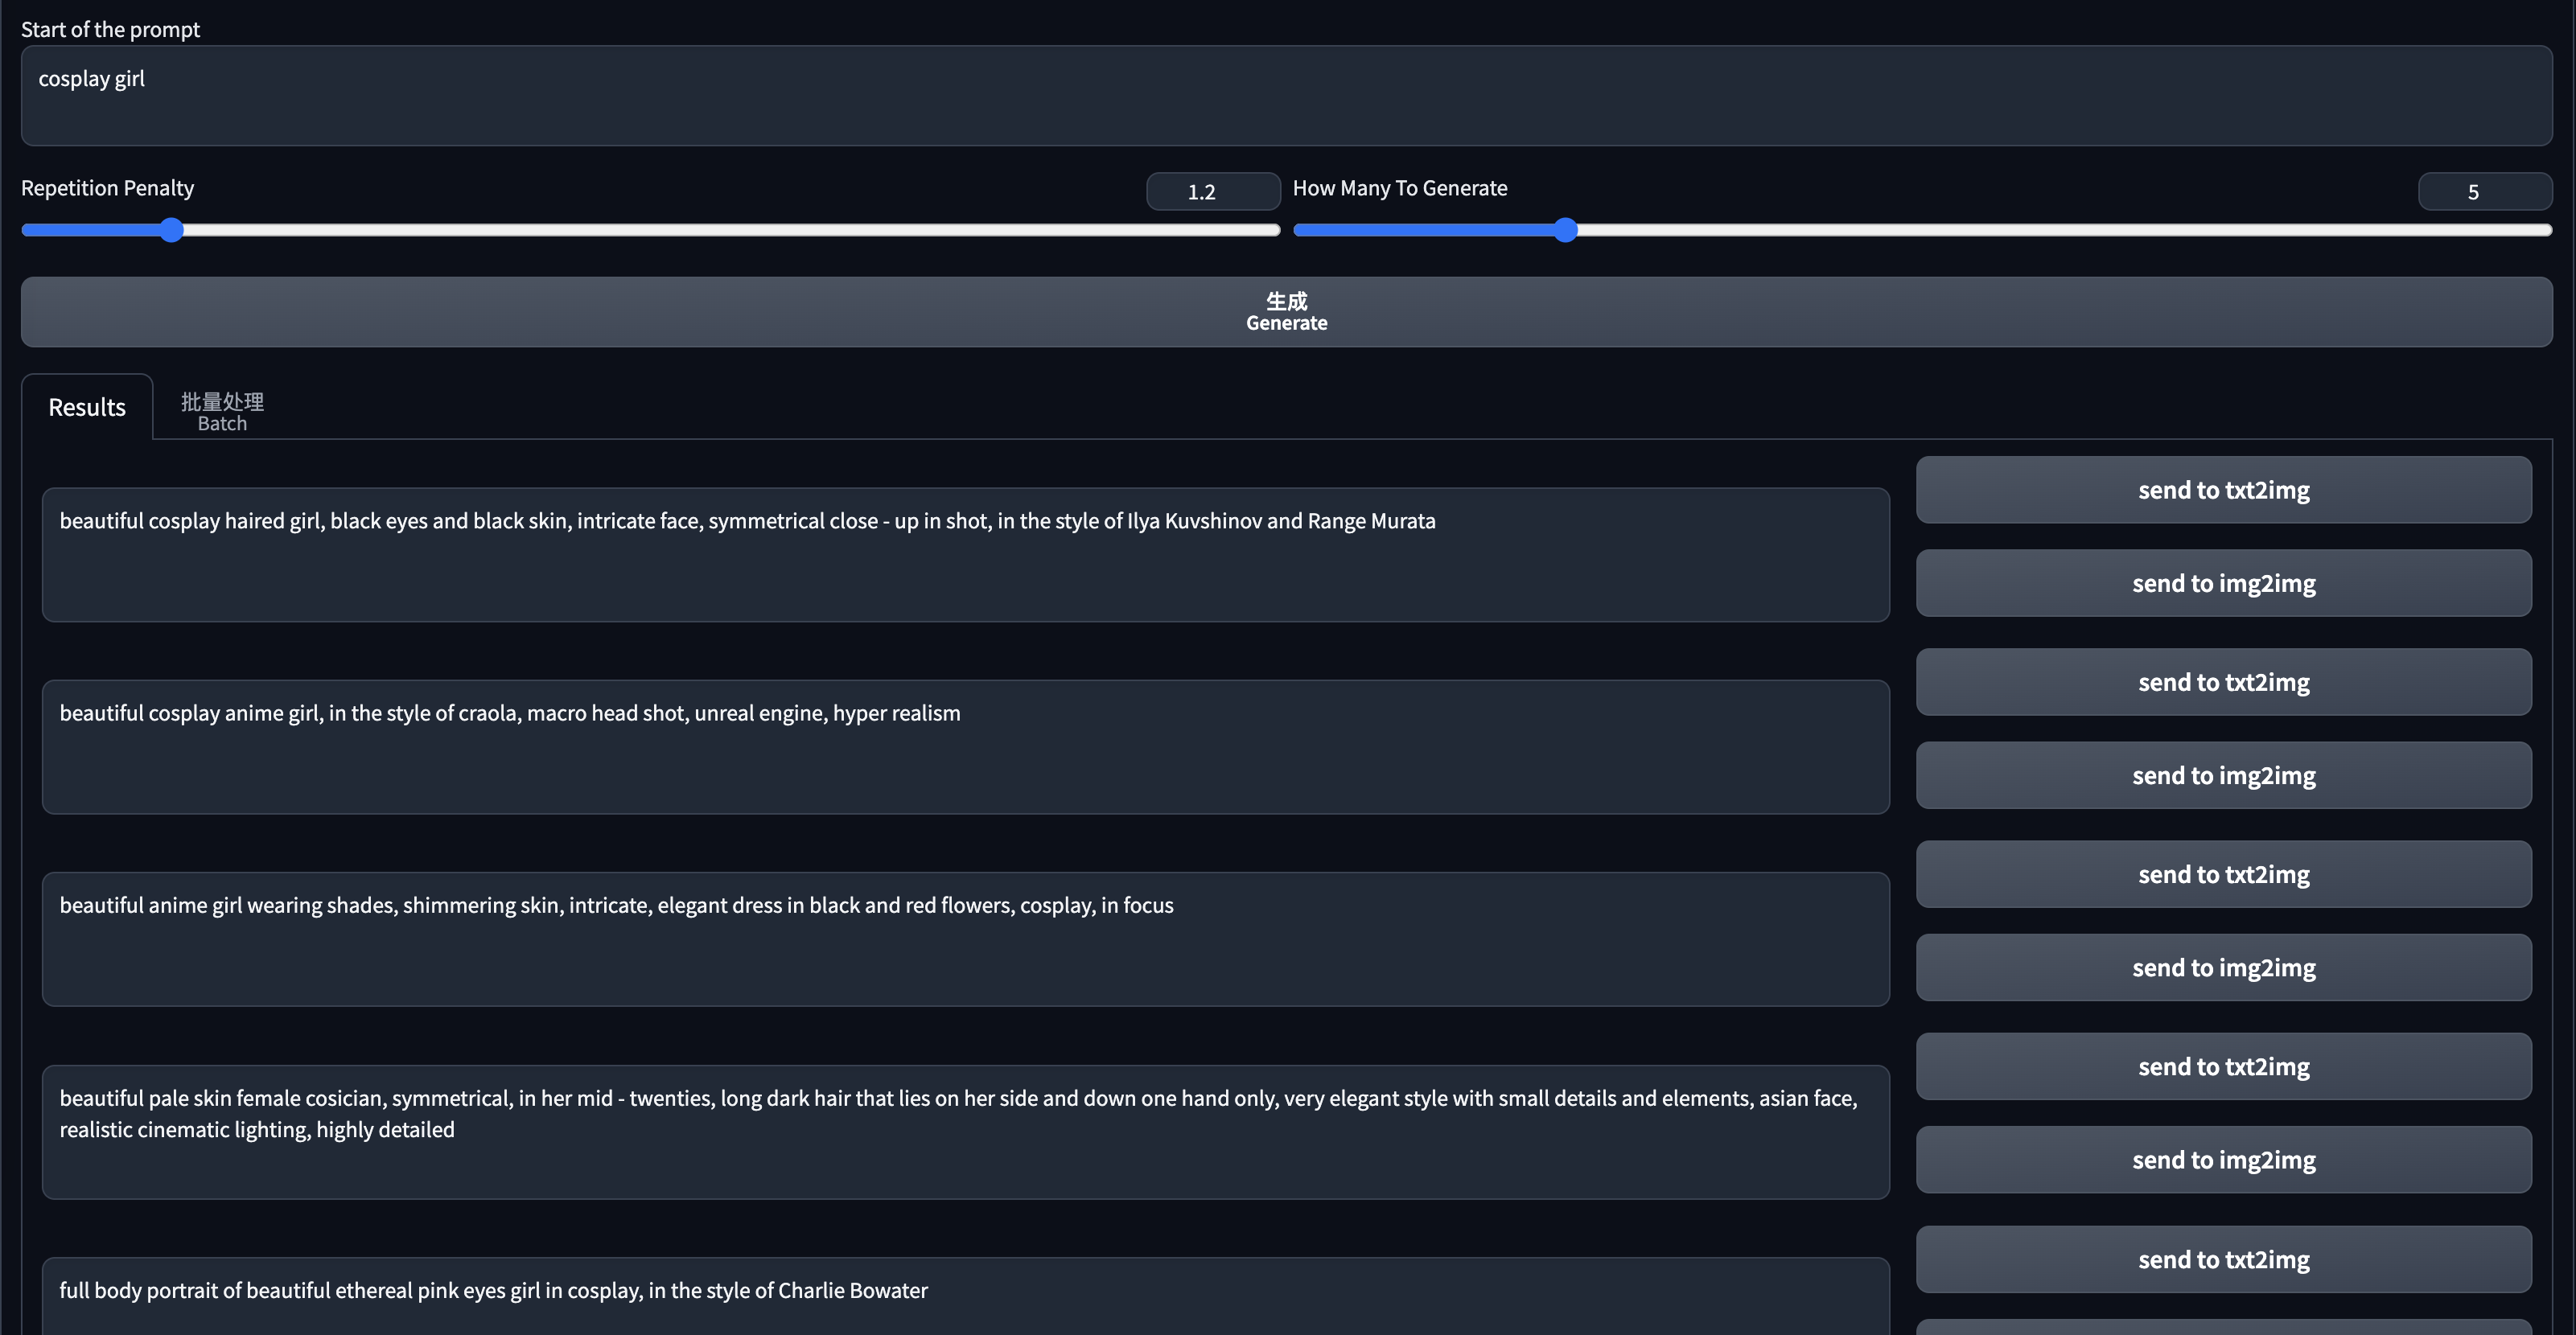 Start of the prompt
cosplay girl
Repetition Penalty
1.2
How Many To Generate
5
生成
Generate
Results
批量处理
Batch
beautiful cosplay haired girl, black eyes and black skin, intricate face, symmetrical close - up in shot, in the style of Ilya Kuvshinov and Range Murata
send to txt2img
send to img2img
beautiful cosplay anime girl, in the style of craola, macro head shot, unreal engine, hyper realism
send to txt2img
send to img2img
beautiful anime girl wearing shades, shimmering skin, intricate, elegant dress in black and red flowers, cosplay, in focus
send to txt2img
send to img2img
beautiful pale skin female cosician, symmetrical, in her mid - twenties, long dark hair that lies on her side and down one hand only, very elegant style with small details and elements, asian face,
realistic cinematic lighting, highly detailed
send to txt2img
send to img2img
full body portrait of beautiful ethereal pink eyes girl in cosplay, in the style of Charlie Bowater
send to txt2img